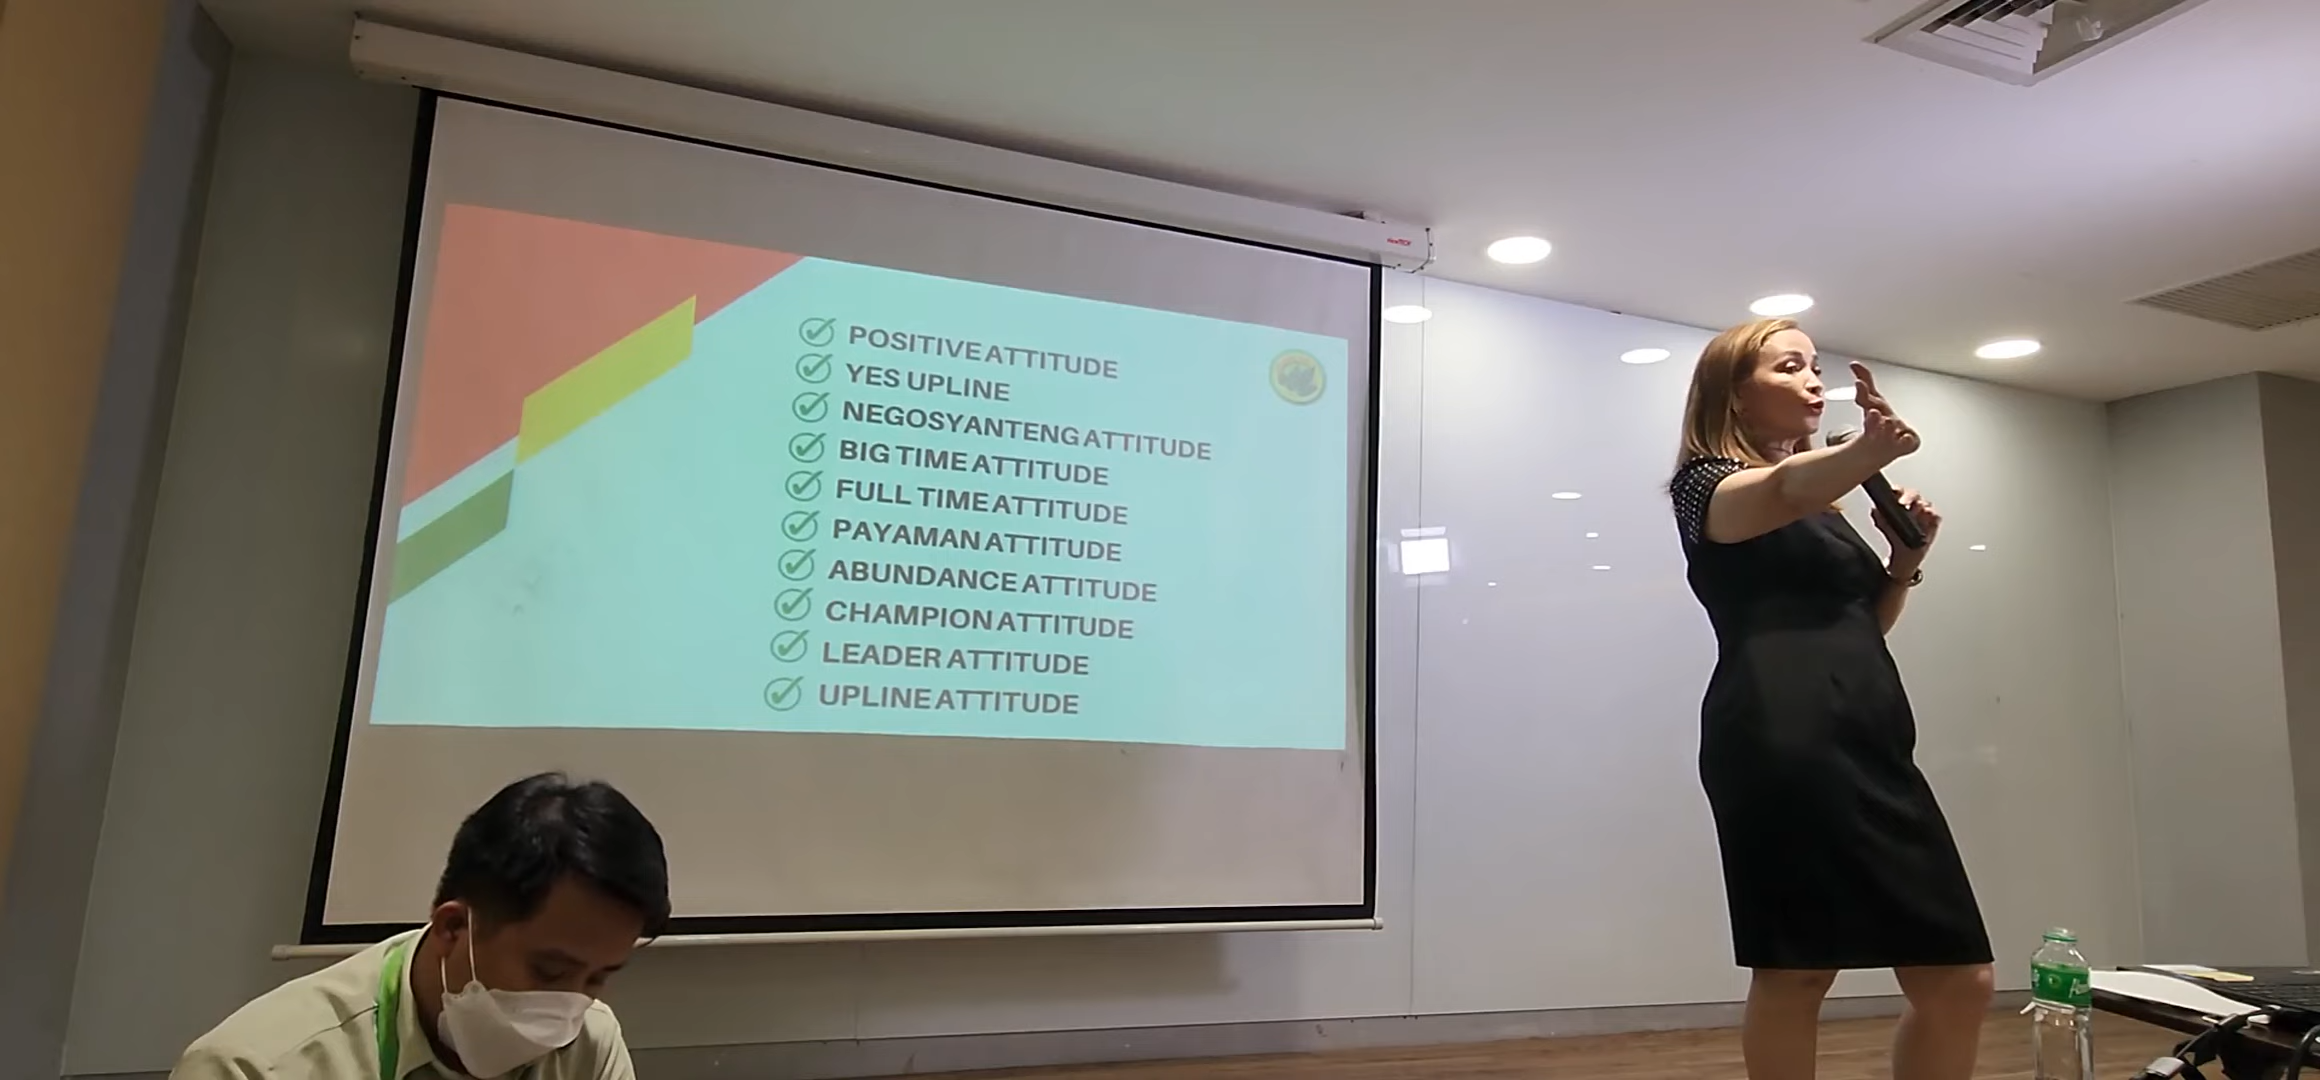 POSITIVE ATTITUDE
YES UPLINE
NEGOSYANTENG ATTITUDE
BIG TIME ATTITUDE
FULL TIME ATTITUDE
PAYAMAN ATTITUDE
ABUNDANCE ATTITUDE
CHAMPION ATTITUDE
LEADER ATTITUDE
UPLINE ATTITUDE